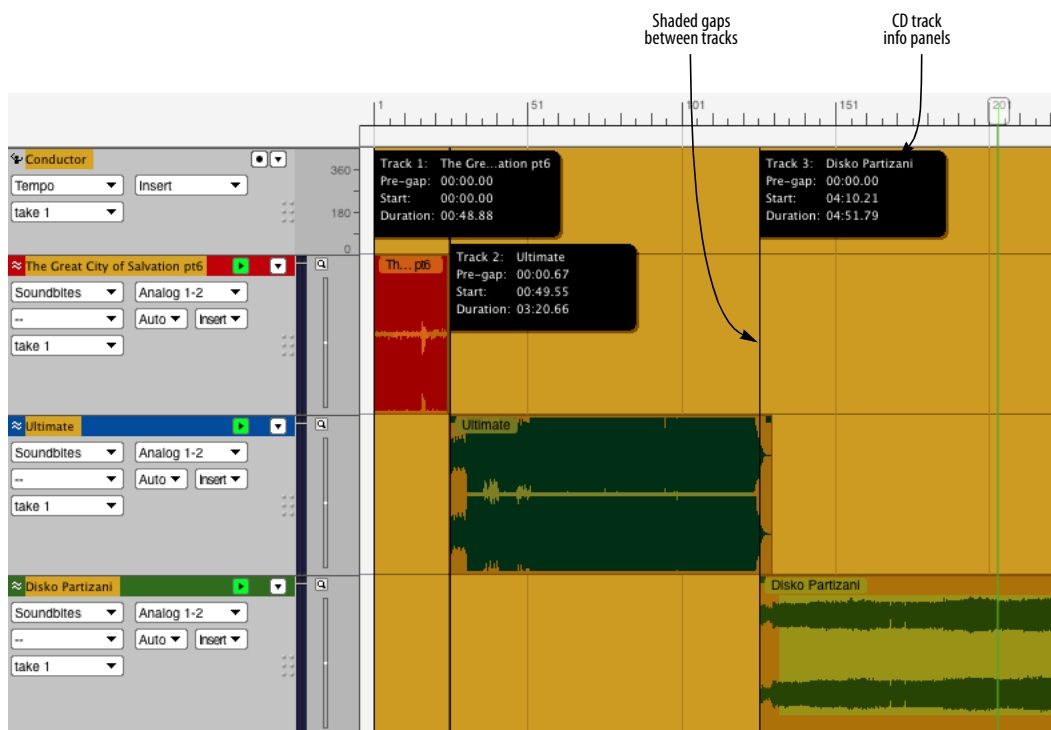 Shaded gaps
between tracks
CD track
info panels
1 51 101 151 201
Conductor
Tempo Insert
take 1
360
180
0
Track 1: The Gre...ation pt6
Pre-gap: 00:00.00
Start: 00:00.00
Duration: 00:48.88
Track 3: Disko Partizani
Pre-gap: 00:00.00
Start: 04:10.21
Duration: 04:51.79
The Great City of Salvation pt6
Soundbites Analog 1-2
-- Auto Insert
take 1
Th... pt6
Track 2: Ultimate
Pre-gap: 00:00.67
Start: 00:49.55
Duration: 03:20.66
Ultimate
Soundbites Analog 1-2
-- Auto Insert
take 1
Ultimate
Disko Partizani
Soundbites Analog 1-2
-- Auto Insert
take 1
Disko Partizani